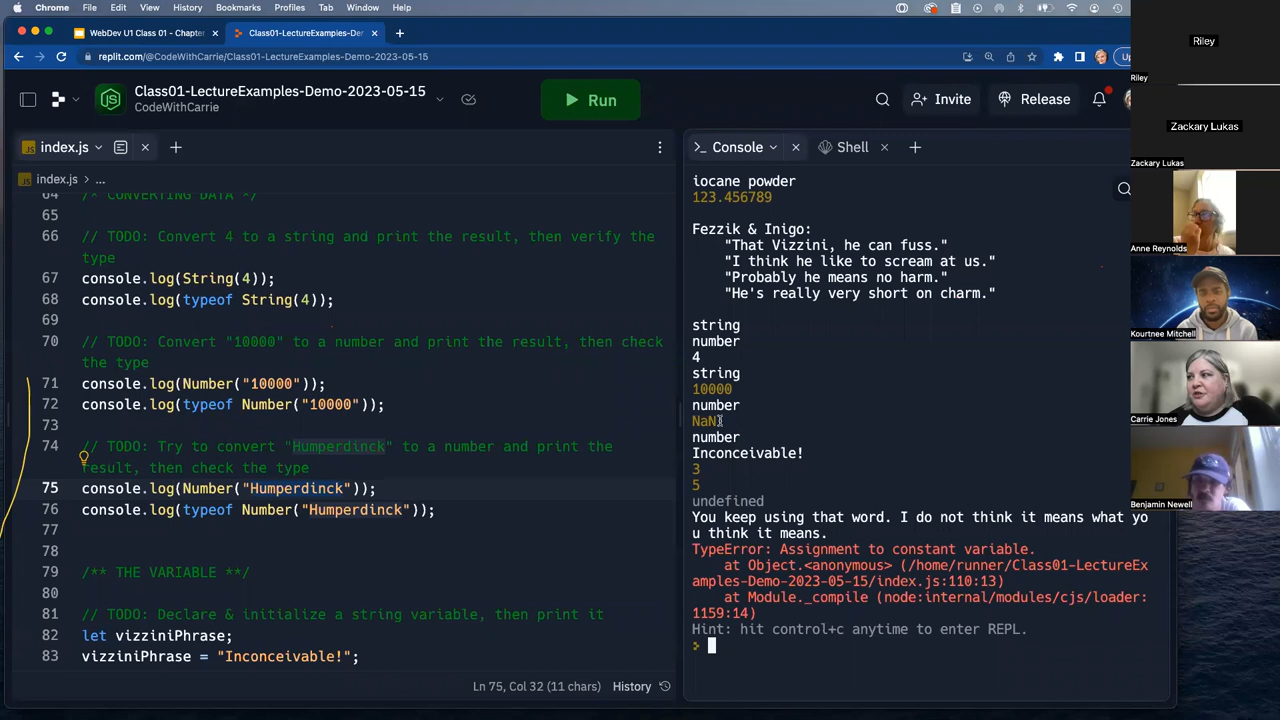 Chrome File Edit View History Bookmarks Profiles Tab Window Help
WebDev U1 Class 01 - Chapter
Class01-LectureExamples-Dem
replit.com/@CodeWithCarrie/Class01-LectureExamples-Demo-2023-05-15
Class01-LectureExamples-Demo-2023-05-15
CodeWithCarrie
Run
Invite
Release
JS index.js
JS index.js > ...
64 /* CONVERTING DATA */
65
66 // TODO: Convert 4 to a string and print the result, then verify the
type
67 console.log(String(4));
68 console.log(typeof String(4));
69
70 // TODO: Convert "10000" to a number and print the result, then check
the type
71 console.log(Number("10000"));
72 console.log(typeof Number("10000"));
73
74 // TODO: Try to convert "Humperdinck" to a number and print the
result, then check the type
75 console.log(Number("Humperdinck"));
76 console.log(typeof Number("Humperdinck"));
77
78
79 /** THE VARIABLE **/
80
81 // TODO: Declare & initialize a string variable, then print it
82 let vizziniPhrase;
83 vizziniPhrase = "Inconceivable!";
Ln 75, Col 32 (11 chars) History
Console
Shell
iocane powder
123.456789
Fezzik & Inigo:
"That Vizzini, he can fuss."
"I think he like to scream at us."
"Probably he means no harm."
"He's really very short on charm."
string
number
4
string
10000
number
NaN
number
Inconceivable!
3
5
undefined
You keep using that word. I do not think it means what yo
u think it means.
TypeError: Assignment to constant variable.
at Object.<anonymous> (/home/runner/Class01-LectureEx
amples-Demo-2023-05-15/index.js:110:13)
at Module._compile (node:internal/modules/cjs/loader:
1159:14)
Hint: hit control+c anytime to enter REPL.
>
Riley
Riley
Zackary Lukas
Zackary Lukas
Anne Reynolds
Kourtnee Mitchell
Carrie Jones
Benjamin Newell